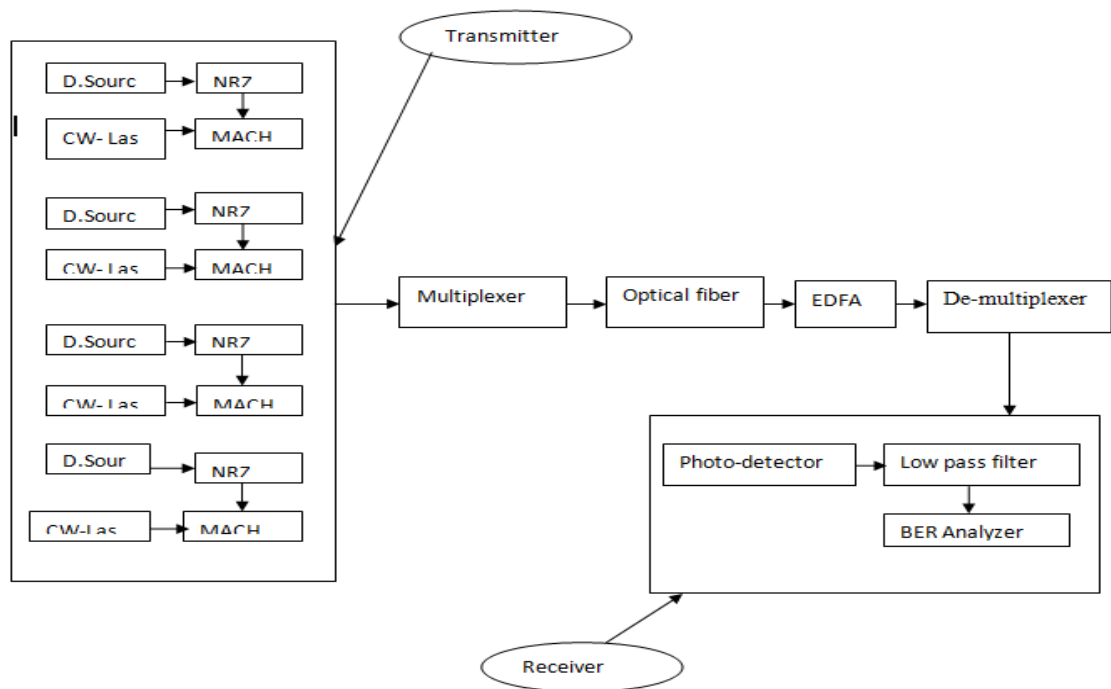 Transmitter
D.Sourc
NRZ
CW- Las
MACH
D.Sourc
NRZ
CW- Las
MACH
D.Sourc
NRZ
CW- Las
MACH
D.Sour
NRZ
CW-Las
MACH
Multiplexer
Optical fiber
EDFA
De-multiplexer
Photo-detector
Low pass filter
BER Analyzer
Receiver